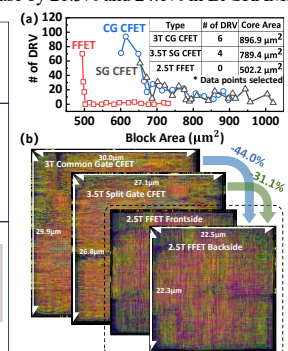 (a)
# of DRV
120
100
80
60
40
20
0
FFET
CG CFET
SG CFET
Type # of DRV Core Area
3T CG CFET 6 896.9 μm²
3.5T SG CFET 4 789.4 μm²
2.5T FFET 0 502.2 μm²
* Data points selected
500 600 700 800 900 1000
Block Area (μm²)
(b)
30.0μm
3T Common Gate CFET
-44.0%
27.1μm
3.5T Split Gate CFET
-31.1%
2.5T FFET Frontside
22.5μm
2.5T FFET Backside
29.9μm
26.8μm
22.3μm